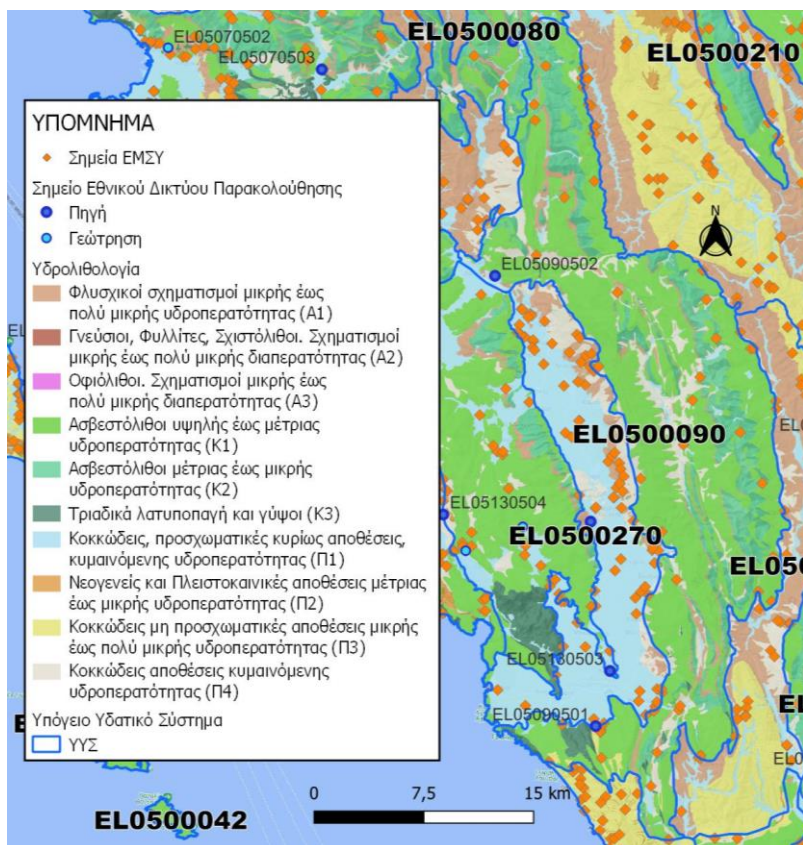 EL05070502
EL0500080
EL05070503
EL0500210
ΥΠΟΜΝΗΜΑ
Σημεία ΕΜΣΥ
Σημείο Εθνικού Δικτύου Παρακολούθησης
Πηγή
Γεώτρηση
Υδρολιθολογία
Φλυσχικοί σχηματισμοί μικρής έως
πολύ μικρής υδροπερατότητας (Α1)
Γνεύσιοι, Φυλλίτες, Σχιστόλιθοι. Σχηματισμοί
μικρής έως πολύ μικρής διαπερατότητας (Α2)
Οφιόλιθοι. Σχηματισμοί μικρής έως
πολύ μικρής διαπερατότητας (Α3)
Ασβεστόλιθοι υψηλής έως μέτριας
υδροπερατότητας (Κ1)
Ασβεστόλιθοι μέτριας έως μικρής
υδροπερατότητας (Κ2)
Τριαδικά λατυποπαγή και γύψοι (Κ3)
Κοκκώδεις, προσχωματικές κυρίως αποθέσεις,
κυμαινόμενης υδροπερατότητας (Π1)
Νεογενείς και Πλειστοκαινικές αποθέσεις μέτριας
έως μικρής υδροπερατότητας (Π2)
Κοκκώδεις μη προσχωματικές αποθέσεις μικρής
έως πολύ μικρής υδροπερατότητας (Π3)
Κοκκώδεις αποθέσεις κυμαινόμενης
υδροπερατότητας (Π4)
Υπόγειο Υδατικό Σύστημα
ΥΥΣ
N
EL05090502
EL0500090
EL05130504
EL0500270
EL05130503
EL05090501
0 7,5 15 km
EL0500042